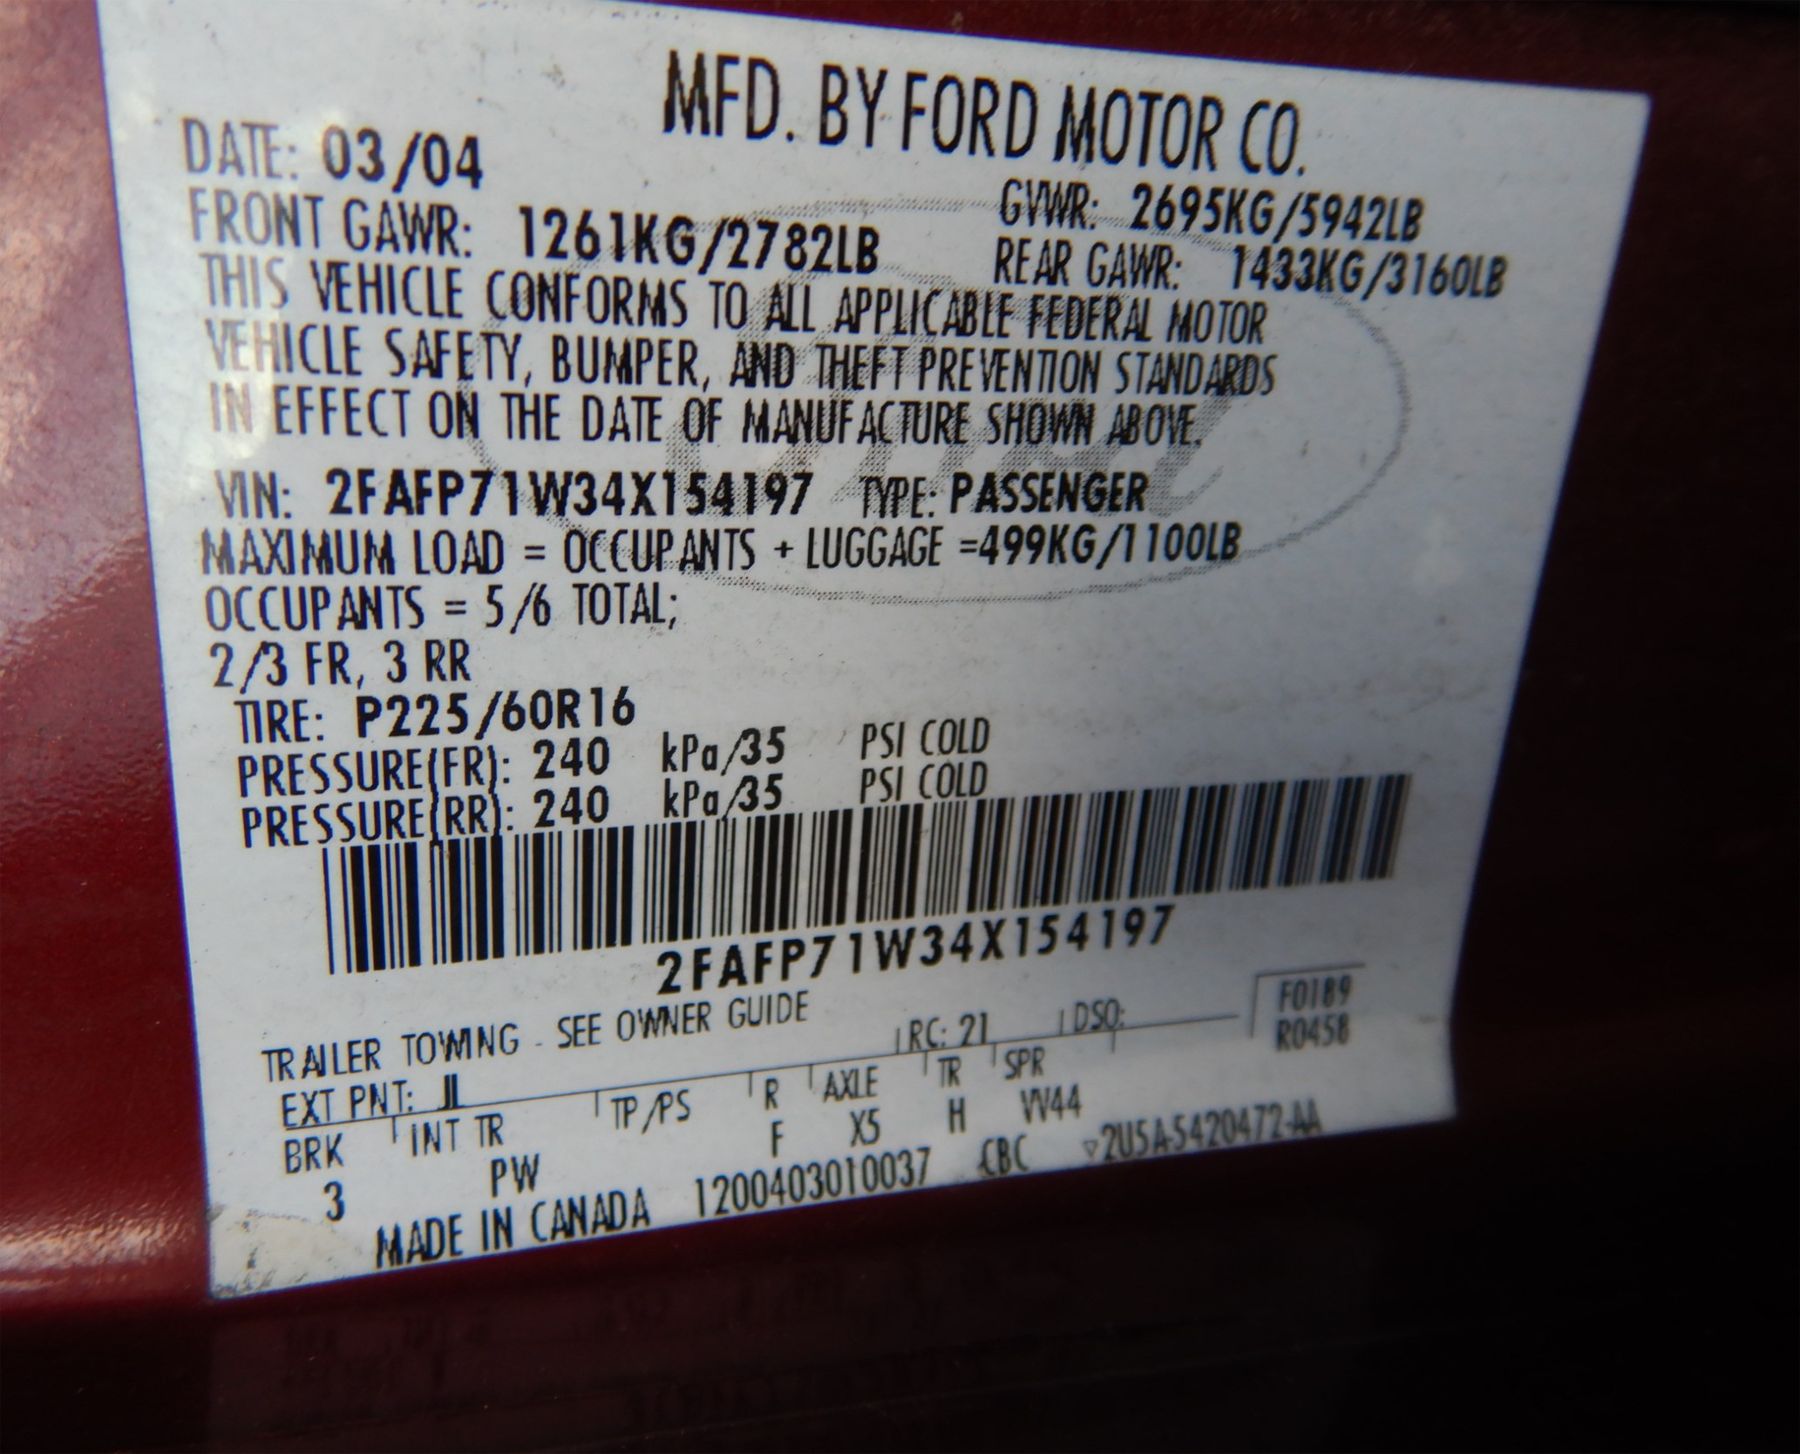 MFD. BY FORD MOTOR CO.
DATE: 03/04 GVWR: 2695KG/5942LB
FRONT GAWR: 1261KG/2782LB REAR GAWR: 1433KG/3160LB
THIS VEHICLE CONFORMS TO ALL APPLICABLE FEDERAL MOTOR
VEHICLE SAFETY, BUMPER, AND THEFT PREVENTION STANDARDS
IN EFFECT ON THE DATE OF MANUFACTURE SHOWN ABOVE.
VIN: 2FAFP71W34X154197 TYPE: PASSENGER
MAXIMUM LOAD = OCCUPANTS + LUGGAGE =499KG/1100LB
OCCUPANTS = 5/6 TOTAL;
2/3 FR, 3 RR
TIRE: P225/60R16
PRESSURE(FR): 240 kPa/35 PSI COLD
PRESSURE(RR): 240 kPa/35 PSI COLD
2FAFP71W34X154197
TRAILER TOWING - SEE OWNER GUIDE
F0189
R0458
EXT PNT: JL RC: 21 DSO:
BRK INT TR TP/PS R AXLE TR SPR
3 PW F X5 H VV44
MADE IN CANADA 1200403010037 CBC ▽2U5A-5420472-AA